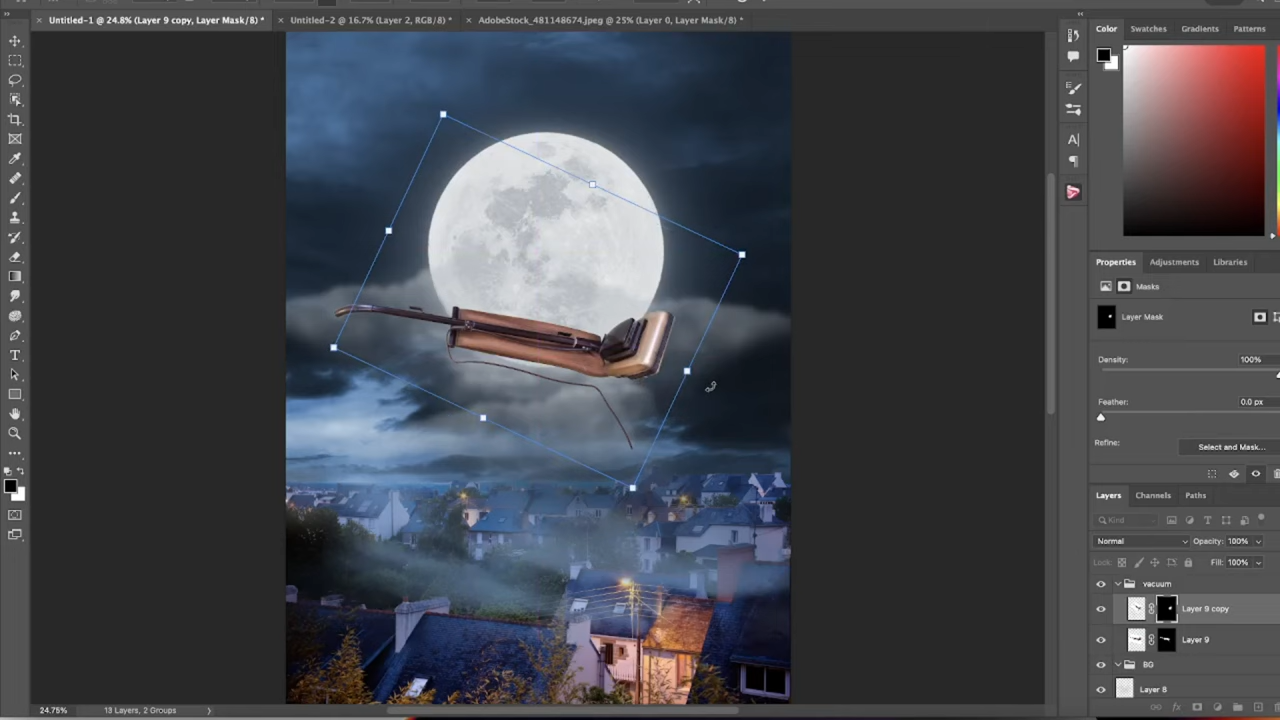 Untitled-1 @ 24.8% (Layer 9 copy, Layer Mask/8) *
Untitled-2 @ 16.7% (Layer 2, RGB/8) *
AdobeStock_481148674.jpeg @ 25% (Layer 0, Layer Mask/8) *
Color
Swatches
Gradients
Patterns
Properties
Adjustments
Libraries
Masks
Layer Mask
Density:
100%
Feather:
0.0 px
Refine:
Select and Mask...
Layers
Channels
Paths
Kind
Normal
Opacity: 100%
Lock:
Fill: 100%
vacuum
Layer 9 copy
Layer 9
BG
Layer 8
24.75%
13 Layers, 2 Groups